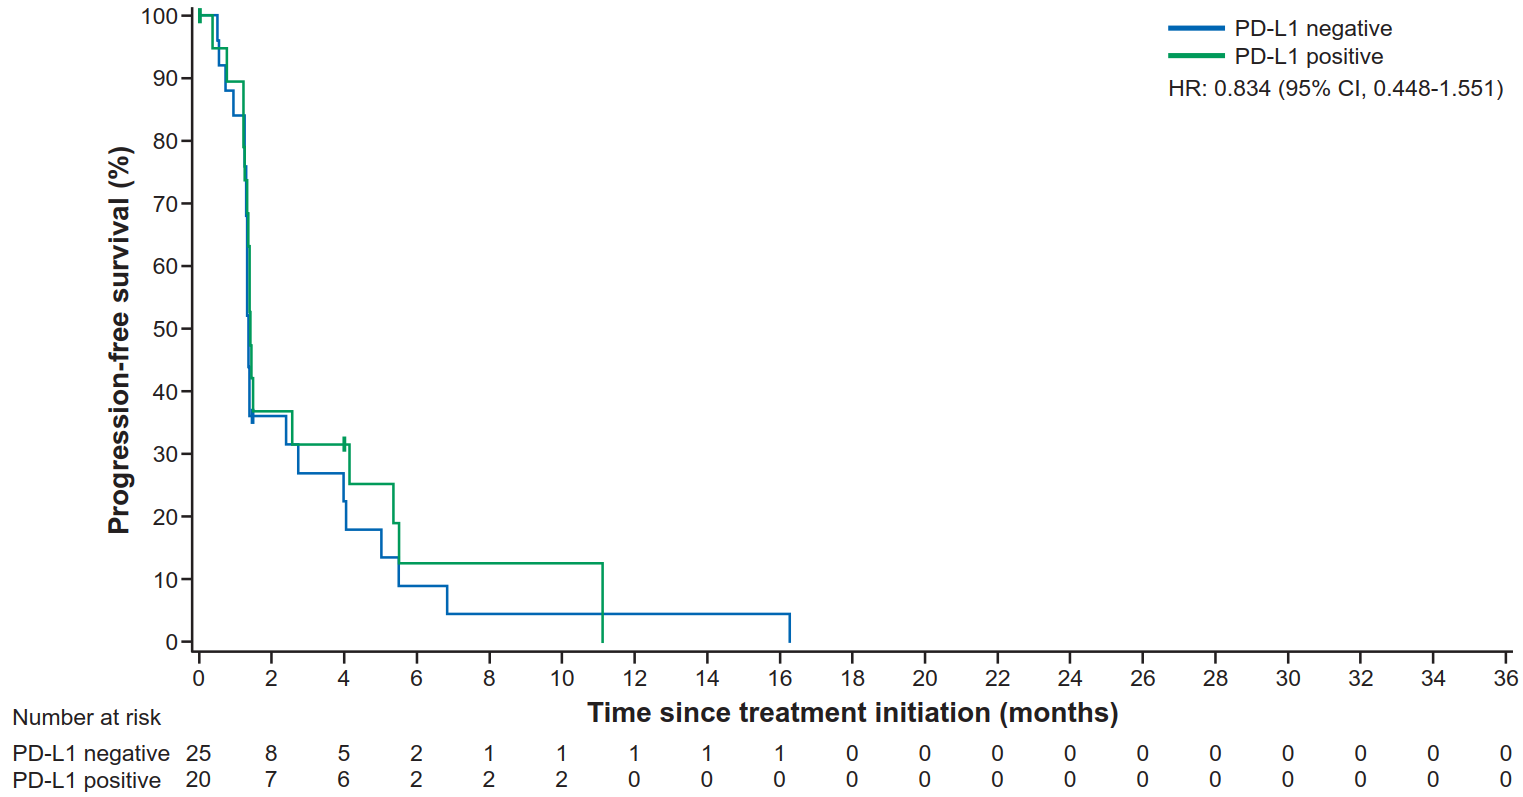 PD-L1 negative
PD-L1 positive
HR: 0.834 (95% CI, 0.448-1.551)
Progression-free survival (%)
100
90
80
70
60
50
40
30
20
10
0
0 2 4 6 8 10 12 14 16 18 20 22 24 26 28 30 32 34 36
Time since treatment initiation (months)
Number at risk
PD-L1 negative 25 8 5 2 1 1 1 1 1 0 0 0 0 0 0 0 0 0 0
PD-L1 positive 20 7 6 2 2 2 0 0 0 0 0 0 0 0 0 0 0 0 0